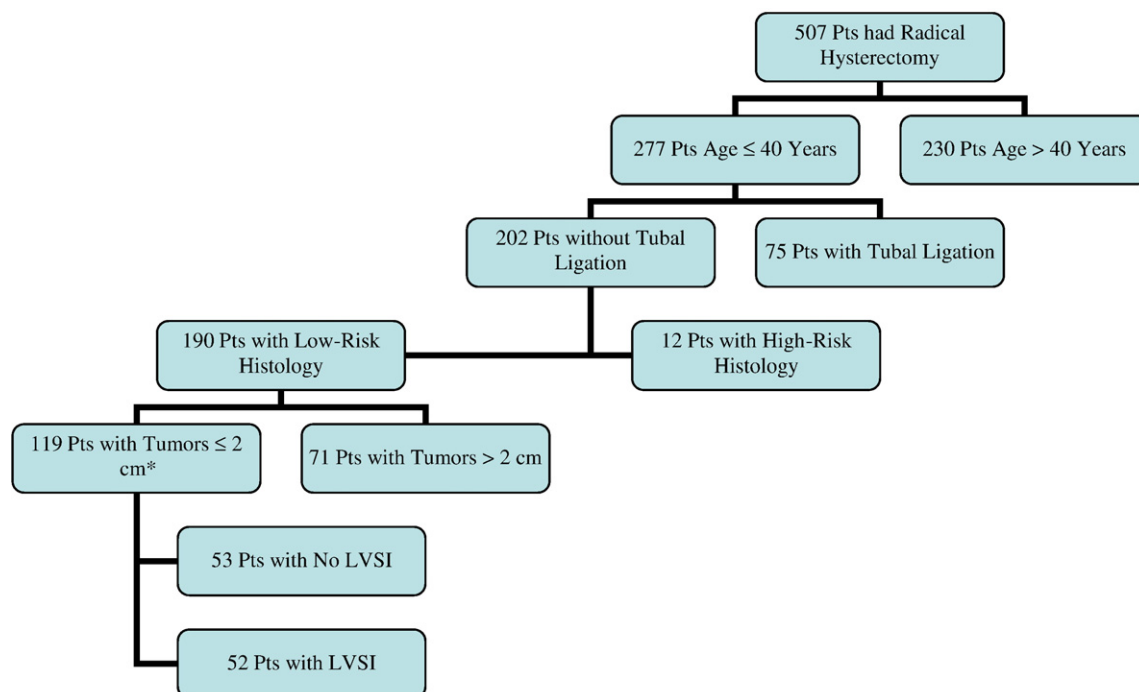 507 Pts had Radical
Hysterectomy
277 Pts Age ≤ 40 Years
230 Pts Age > 40 Years
202 Pts without Tubal
Ligation
75 Pts with Tubal Ligation
190 Pts with Low-Risk
Histology
12 Pts with High-Risk
Histology
119 Pts with Tumors ≤ 2
cm*
71 Pts with Tumors > 2 cm
53 Pts with No LVSI
52 Pts with LVSI